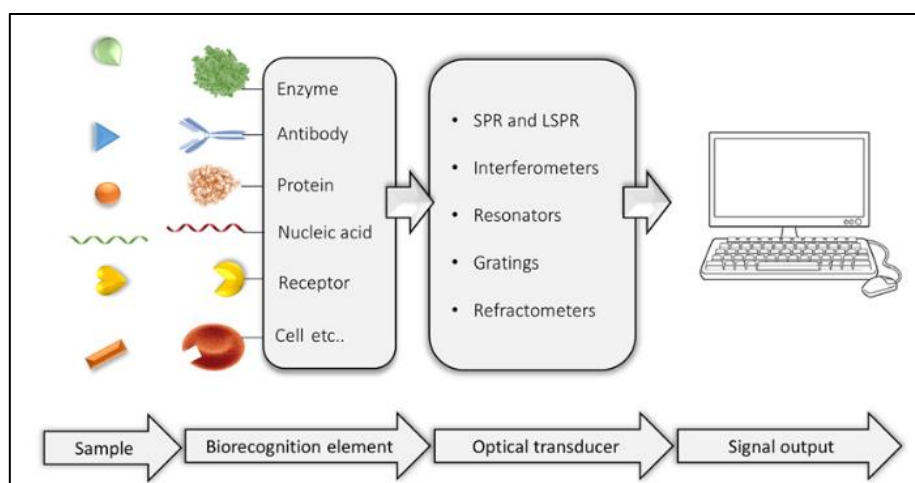 Enzyme
Antibody
Protein
Nucleic acid
Receptor
Cell etc..
• SPR and LSPR
• Interferometers
• Resonators
• Gratings
• Refractometers
Sample
Biorecognition element
Optical transducer
Signal output